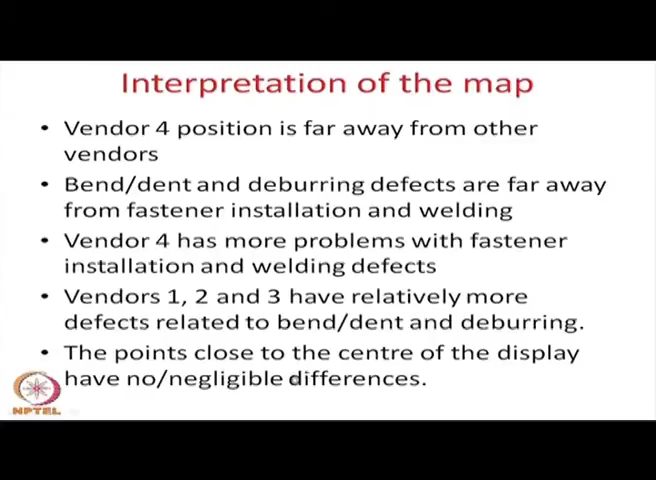 Interpretation of the map
• Vendor 4 position is far away from other
vendors
• Bend/dent and deburring defects are far away
from fastener installation and welding
• Vendor 4 has more problems with fastener
installation and welding defects
• Vendors 1, 2 and 3 have relatively more
defects related to bend/dent and deburring.
• The points close to the centre of the display
have no/negligible differences.
NPTEL